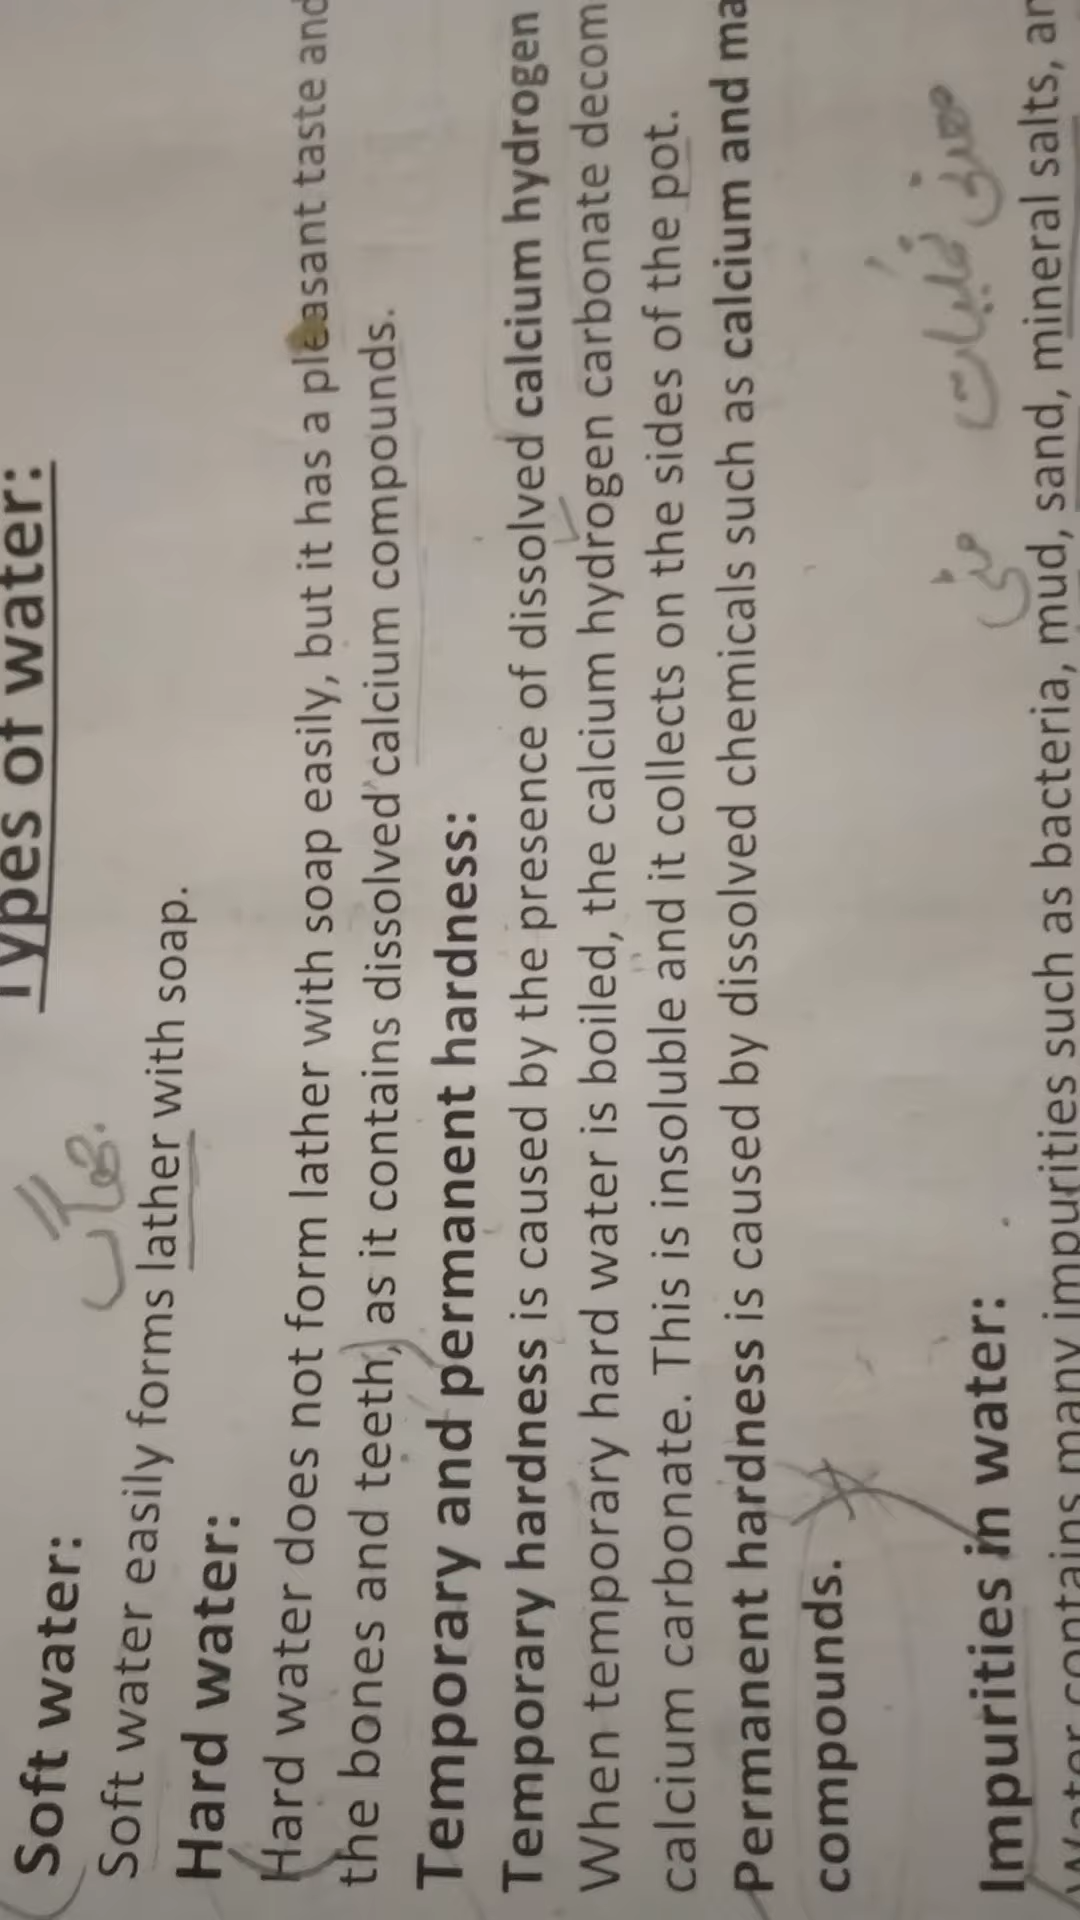 Types of water:
Soft water:
جھاگ
Soft water easily forms lather with soap.
Hard water:
Hard water does not form lather with soap easily, but it has a pleasant taste and
the bones and teeth, as it contains dissolved calcium compounds.
Temporary and permanent hardness:
Temporary hardness is caused by the presence of dissolved calcium hydrogen
When temporary hard water is boiled, the calcium hydrogen carbonate decom
calcium carbonate. This is insoluble and it collects on the sides of the pot.
Permanent hardness is caused by dissolved chemicals such as calcium and ma
compounds.
معدنی نمکیات
Impurities in water:
Water contains many impurities such as bacteria, mud, sand, mineral salts, an